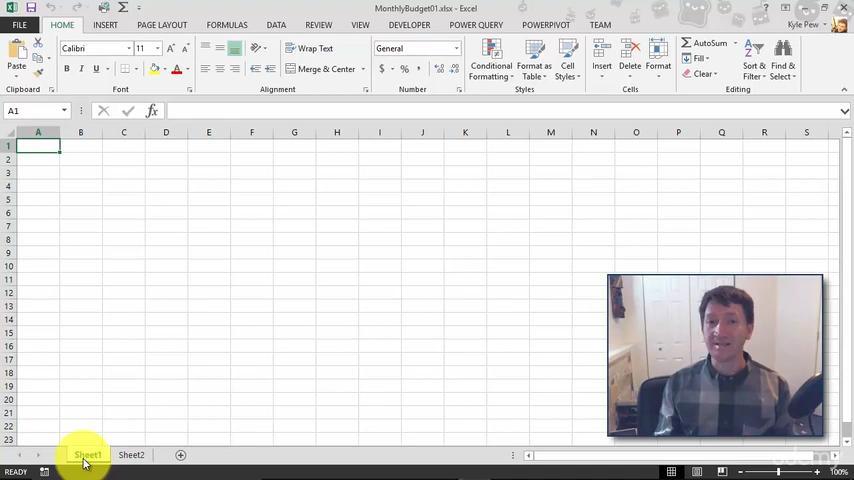 MonthlyBudget01.xlsx - Excel
FILE HOME INSERT PAGE LAYOUT FORMULAS DATA REVIEW VIEW DEVELOPER POWER QUERY POWERPIVOT TEAM Kyle Pew
Paste Calibri 11 B I U A Wrap Text Merge & Center General $ % , Conditional Formatting Format as Table Cell Styles Insert Delete Format AutoSum Fill Clear Sort & Filter Find & Select
Clipboard Font Alignment Number Styles Cells Editing
A1 fx
A B C D E F G H I J K L M N O P Q R S
1
2
3
4
5
6
7
8
9
10
11
12
13
14
15
16
17
18
19
20
21
22
23
Sheet1 Sheet2
READY 100%
udemy